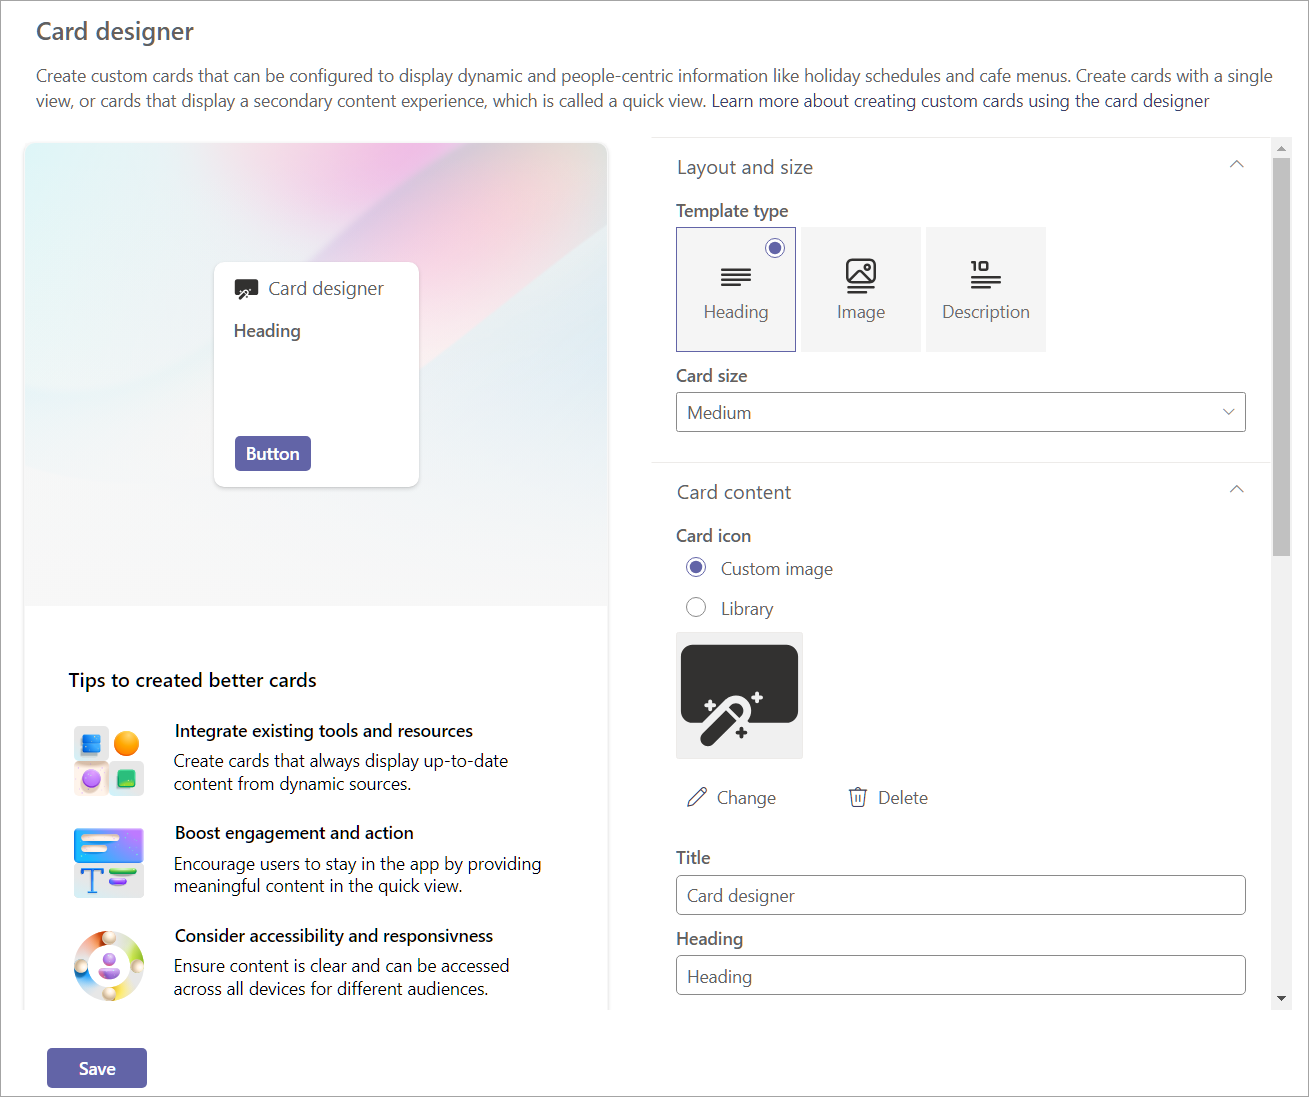 Card designer
Create custom cards that can be configured to display dynamic and people-centric information like holiday schedules and cafe menus. Create cards with a single
view, or cards that display a secondary content experience, which is called a quick view. Learn more about creating custom cards using the card designer
Card designer
Heading
Button
Tips to created better cards
Integrate existing tools and resources
Create cards that always display up-to-date
content from dynamic sources.
Boost engagement and action
Encourage users to stay in the app by providing
meaningful content in the quick view.
Consider accessibility and responsivness
Ensure content is clear and can be accessed
across all devices for different audiences.
Layout and size
Template type
Heading
Image
10
Description
Card size
Medium
Card content
Card icon
Custom image
Library
Change
Delete
Title
Card designer
Heading
Heading
Save